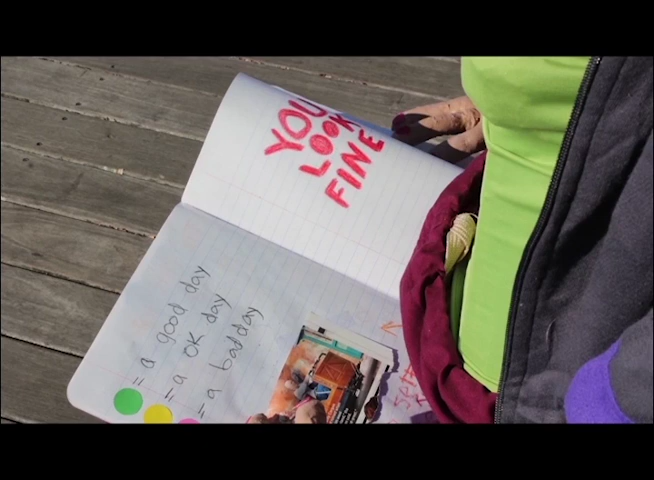 YOU
LOOK
FINE
= a good day
= a OK day
= a bad day